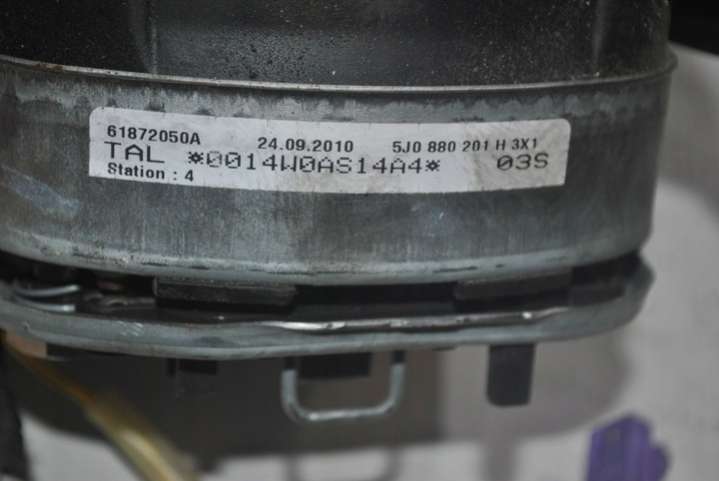 61872050A 24.09.2010 5J0 880 201 H 3X1
TAL *0014W0AS14A4* 03S
Station : 4